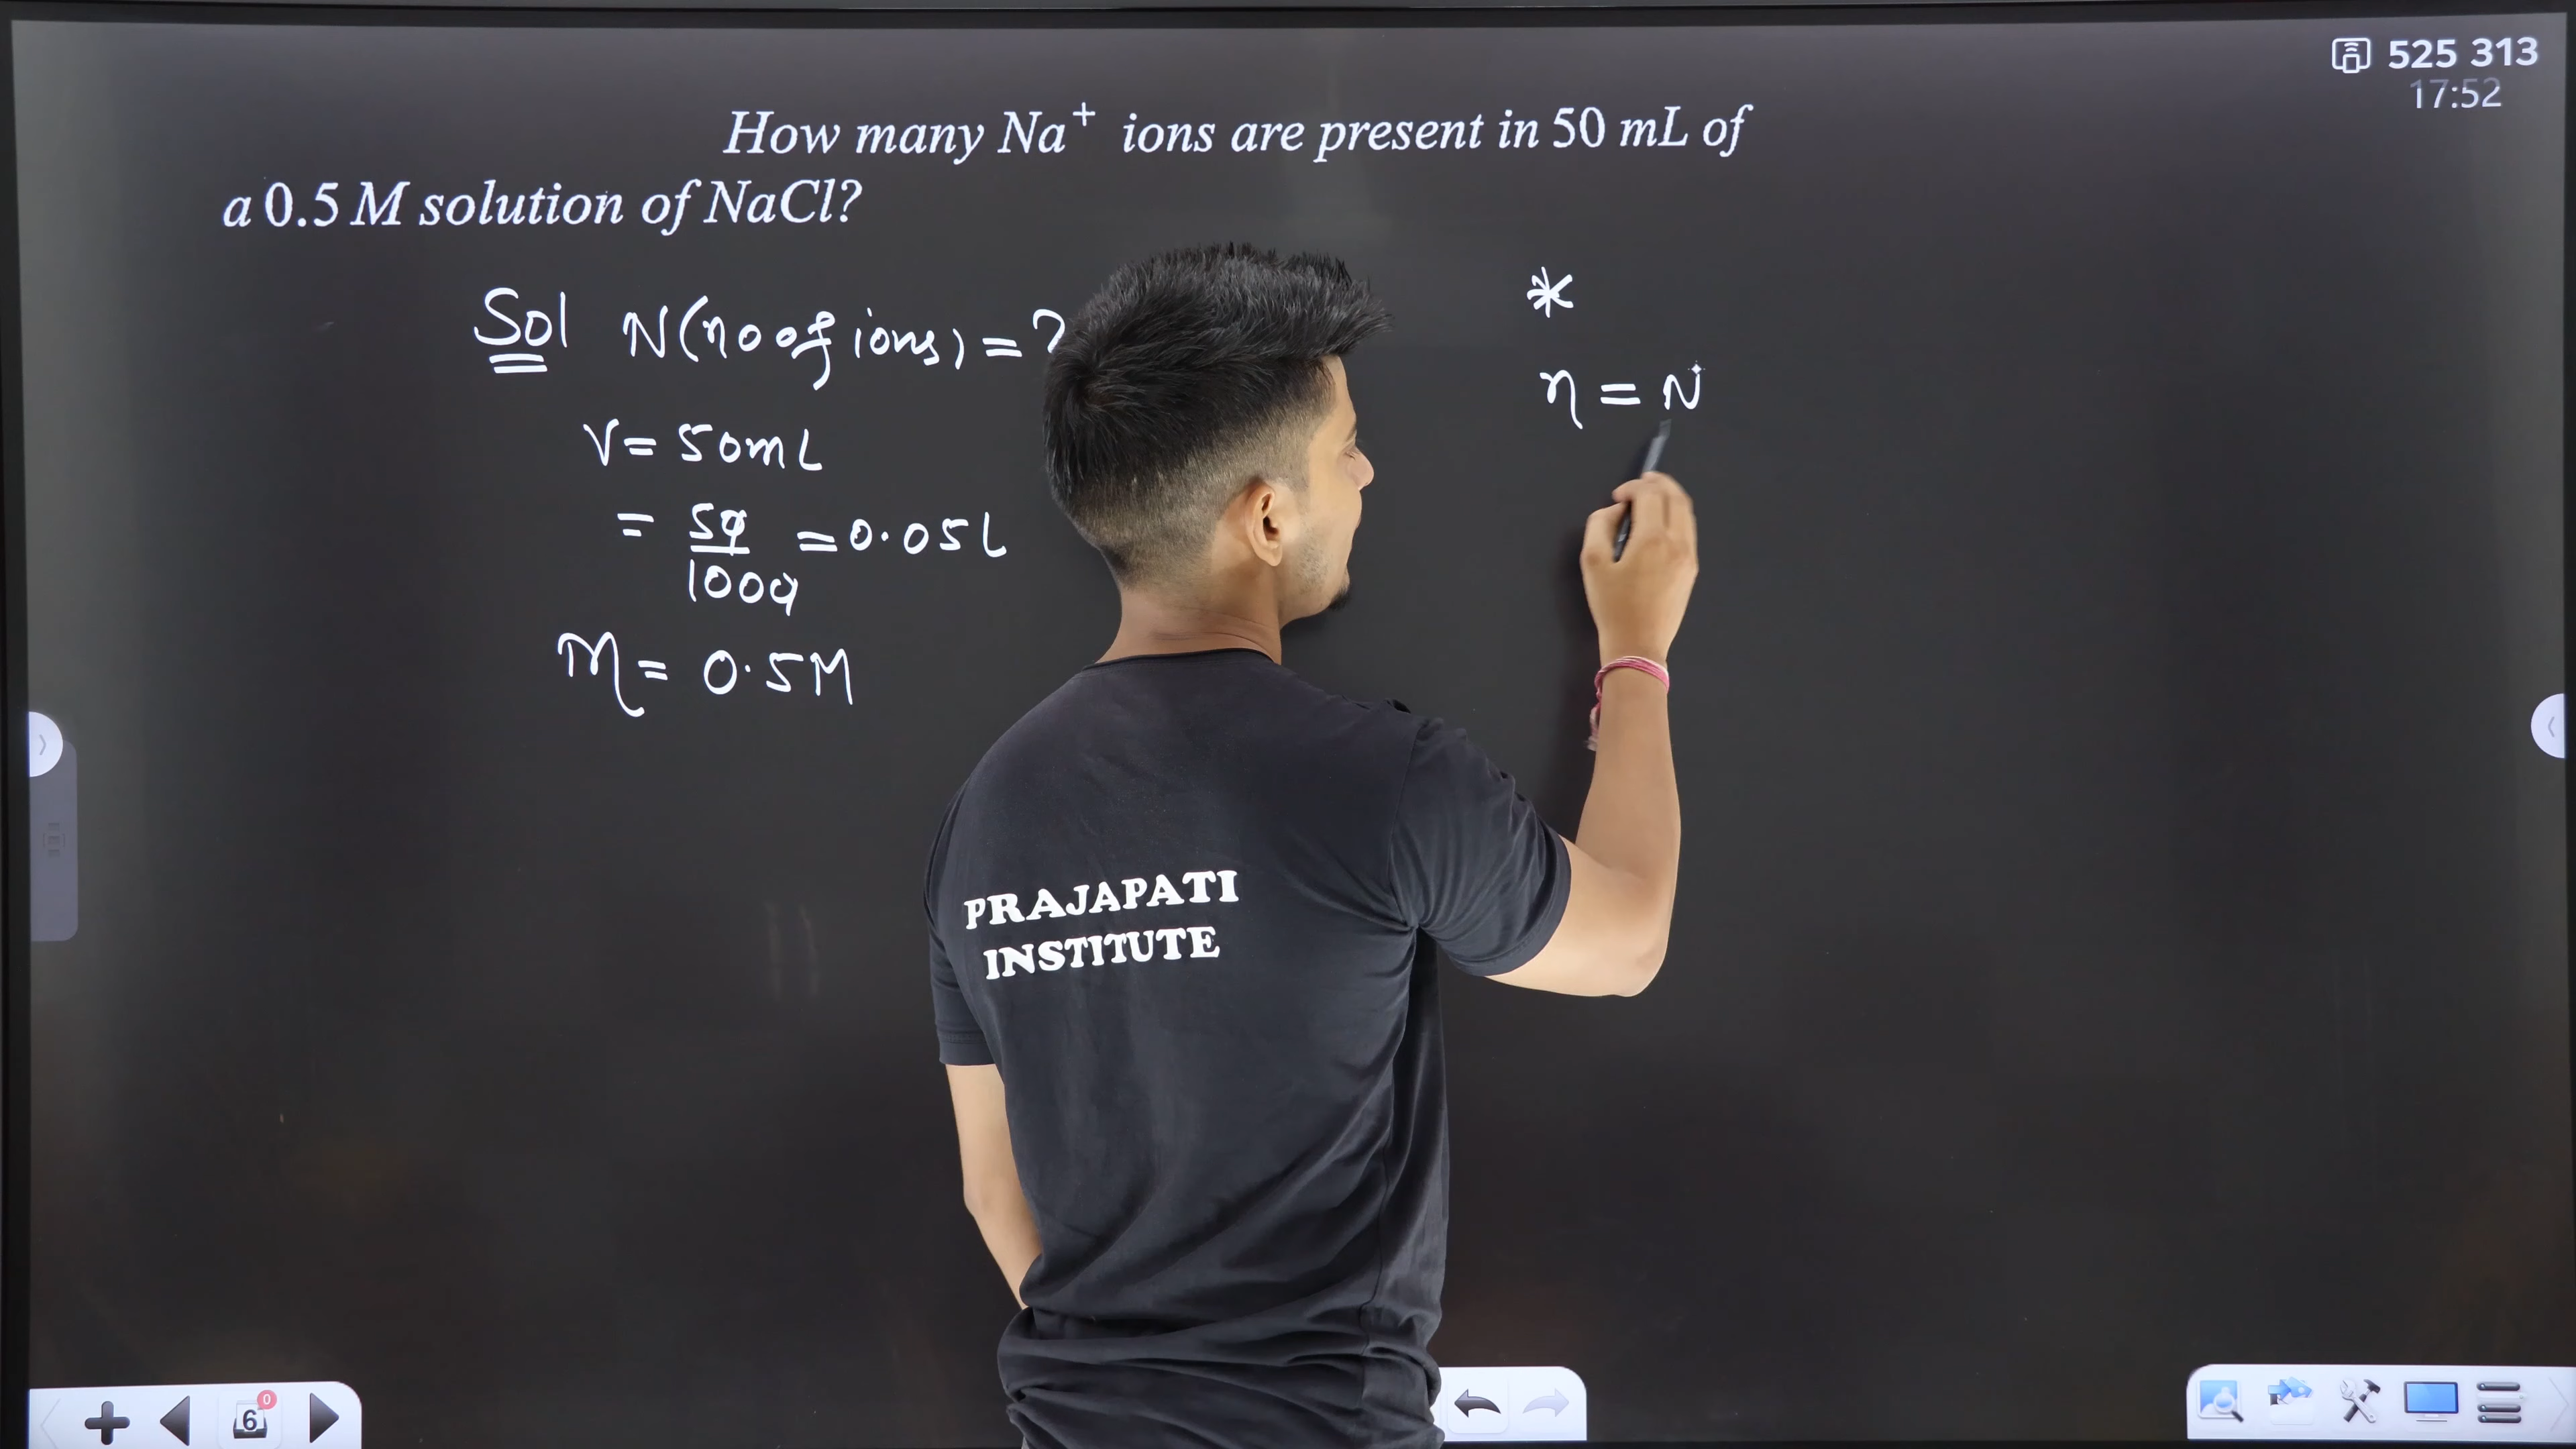 525 313
17:52
How many Na⁺ ions are present in 50 mL of
a 0.5 M solution of NaCl?
Sol N(no of ions) = ?
V = 50mL
= 50/1000 = 0.05L
M = 0.5M
*
n = N
PRAJAPATI
INSTITUTE
6
0